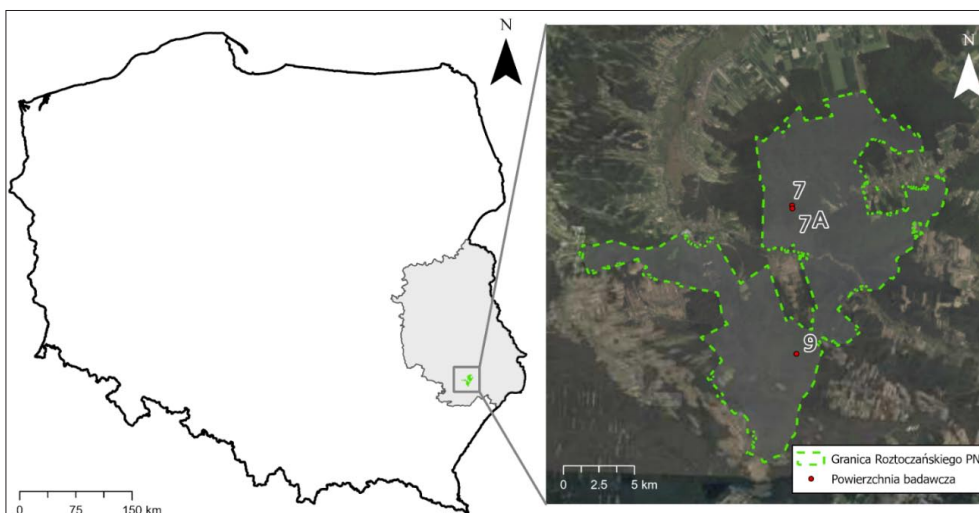 N
0 75 150 km
N
7
7A
9
0 2.5 5 km
Granica Roztoczańskiego PN
Powierzchnia badawcza